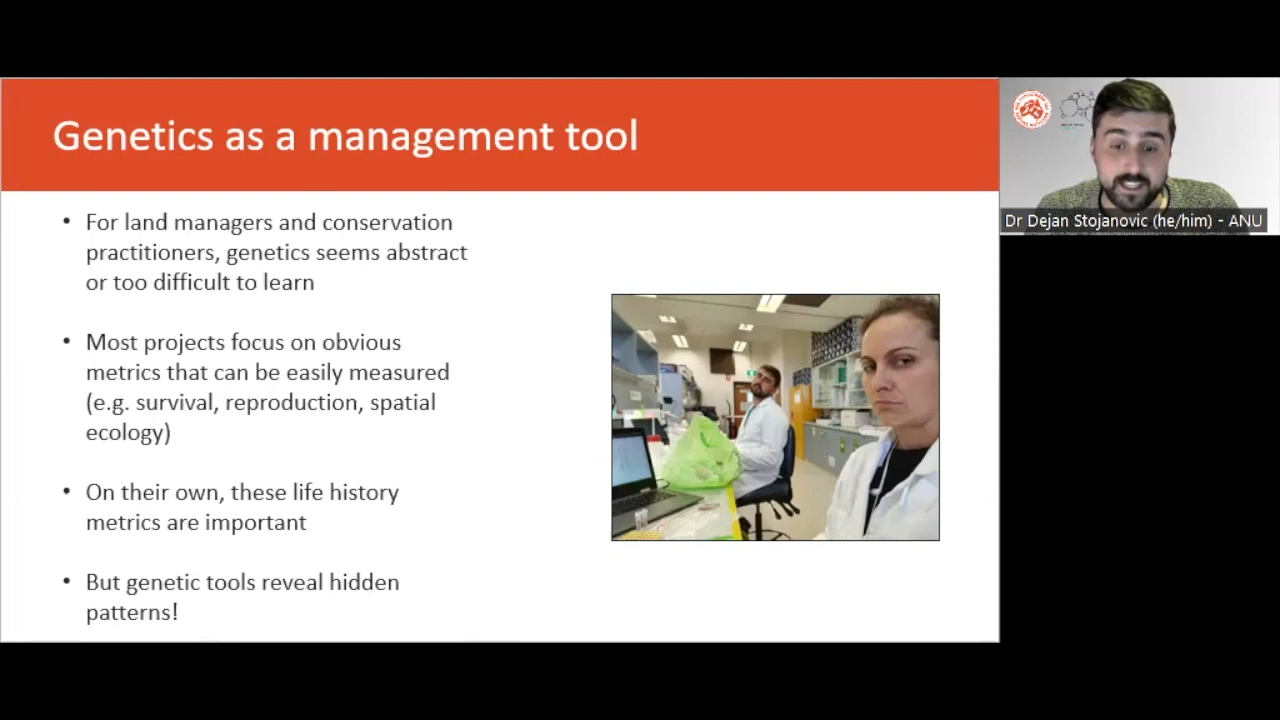 Genetics as a management tool
• For land managers and conservation
practitioners, genetics seems abstract
or too difficult to learn
• Most projects focus on obvious
metrics that can be easily measured
(e.g. survival, reproduction, spatial
ecology)
• On their own, these life history
metrics are important
• But genetic tools reveal hidden
patterns!
Dr Dejan Stojanovic (he/him) - ANU